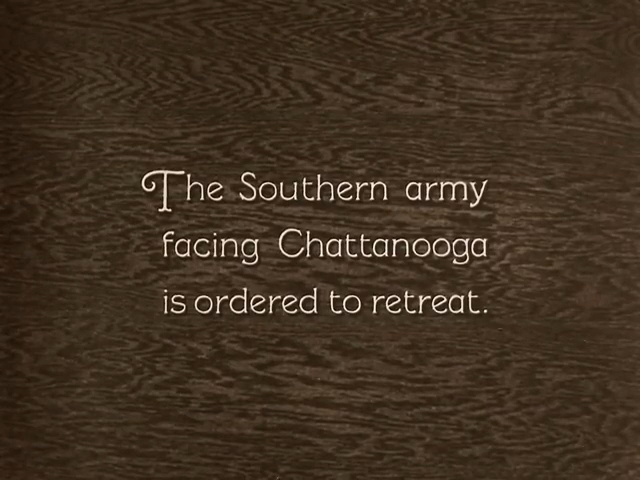 The Southern army
facing Chattanooga
is ordered to retreat.